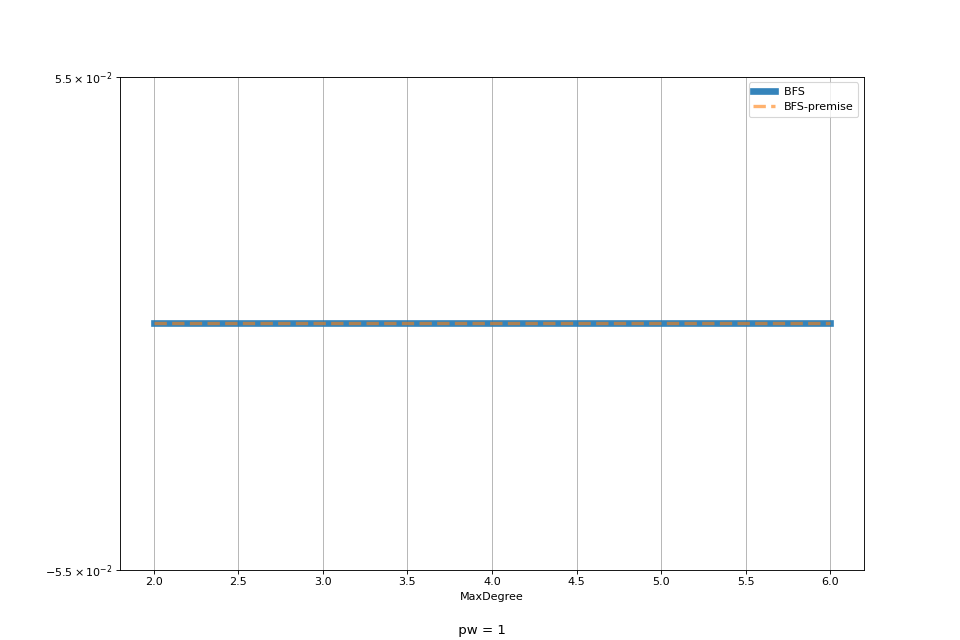 5.5 × 10⁻²
BFS
BFS-premise
−5.5 × 10⁻²
2.0 2.5 3.0 3.5 4.0 4.5 5.0 5.5 6.0
MaxDegree
pw = 1